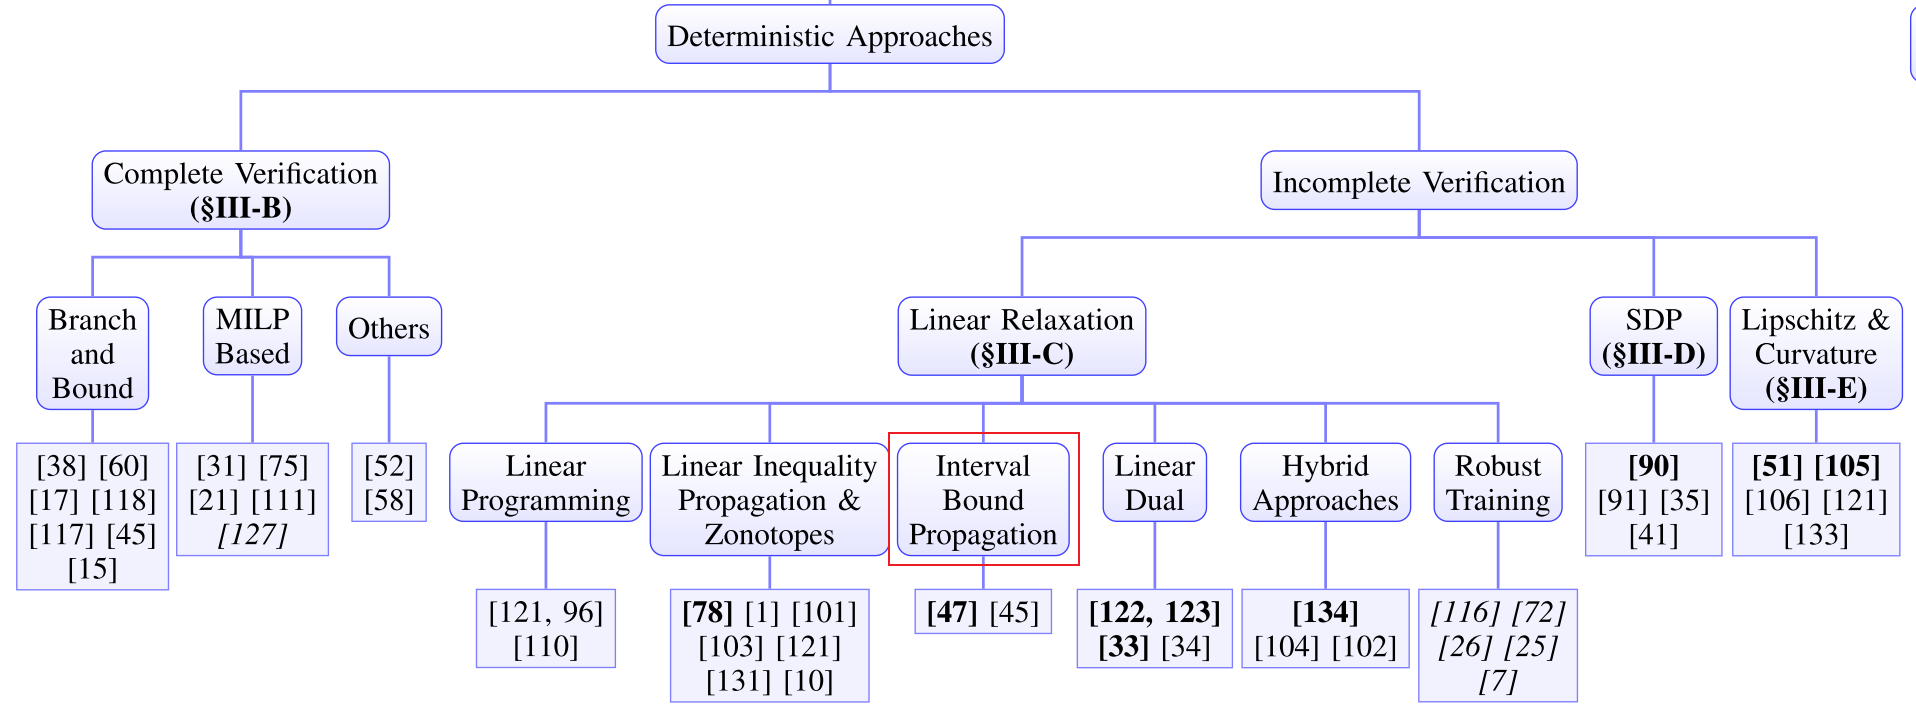 Deterministic Approaches
Complete Verification
(§III-B)
Incomplete Verification
Branch
and
Bound
MILP
Based
Others
Linear Relaxation
(§III-C)
SDP
(§III-D)
Lipschitz &
Curvature
(§III-E)
[38] [60]
[17] [118]
[117] [45]
[15]
[31] [75]
[21] [111]
[127]
[52]
[58]
Linear
Programming
Linear Inequality
Propagation &
Zonotopes
Interval
Bound
Propagation
Linear
Dual
Hybrid
Approaches
Robust
Training
[90]
[91] [35]
[41]
[51] [105]
[106] [121]
[133]
[121, 96]
[110]
[78] [1] [101]
[103] [121]
[131] [10]
[47] [45]
[122, 123]
[33] [34]
[134]
[104] [102]
[116] [72]
[26] [25]
[7]